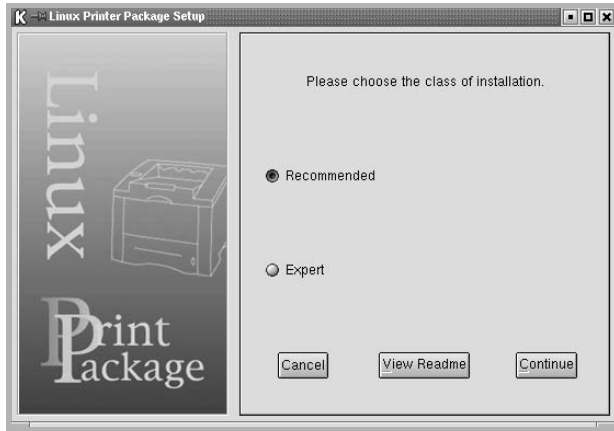 Linux Printer Package Setup
Linux
Print
Package
Please choose the class of installation.
Recommended
Expert
Cancel
View Readme
Continue